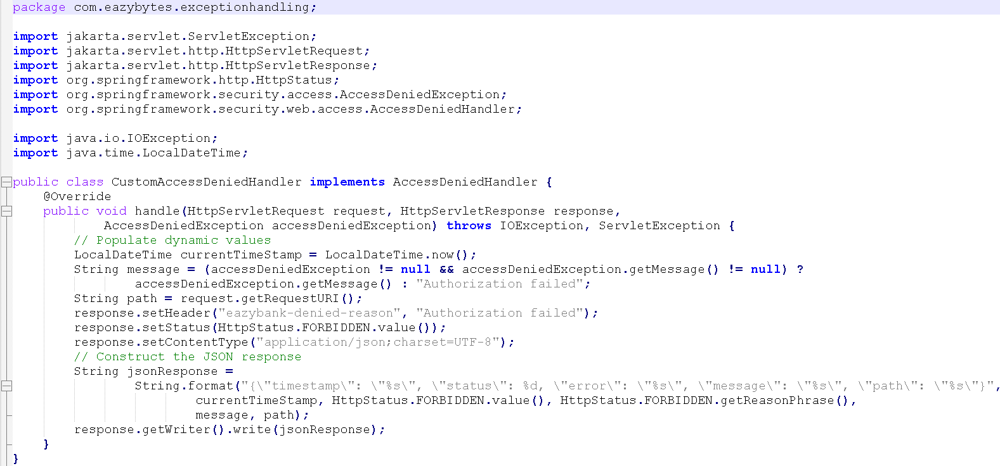 package com.eazybytes.exceptionhandling;
import jakarta.servlet.ServletException;
import jakarta.servlet.http.HttpServletRequest;
import jakarta.servlet.http.HttpServletResponse;
import org.springframework.http.HttpStatus;
import org.springframework.security.access.AccessDeniedException;
import org.springframework.security.web.access.AccessDeniedHandler;
import java.io.IOException;
import java.time.LocalDateTime;
public class CustomAccessDeniedHandler implements AccessDeniedHandler {
@Override
public void handle(HttpServletRequest request, HttpServletResponse response,
AccessDeniedException accessDeniedException) throws IOException, ServletException {
// Populate dynamic values
LocalDateTime currentTimeStamp = LocalDateTime.now();
String message = (accessDeniedException != null && accessDeniedException.getMessage() != null) ?
accessDeniedException.getMessage() : "Authorization failed";
String path = request.getRequestURI();
response.setHeader("eazybank-denied-reason", "Authorization failed");
response.setStatus(HttpStatus.FORBIDDEN.value());
response.setContentType("application/json;charset=UTF-8");
// Construct the JSON response
String jsonResponse =
String.format("{\"timestamp\": \"%s\", \"status\": %d, \"error\": \"%s\", \"message\": \"%s\", \"path\": \"%s\"}",
currentTimeStamp, HttpStatus.FORBIDDEN.value(), HttpStatus.FORBIDDEN.getReasonPhrase(),
message, path);
response.getWriter().write(jsonResponse);
}
}